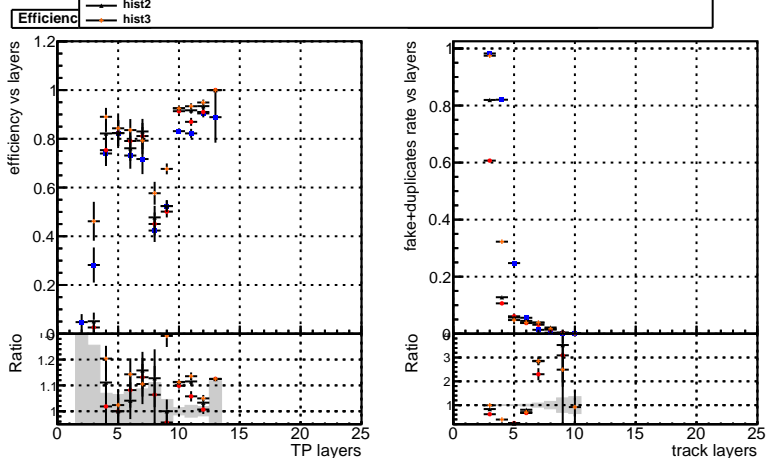 hist2
hist3
Efficienc
efficiency vs layers
1.2
1
0.8
0.6
0.4
0.2
0
Ratio
1.2
1.1
1
0 5 10 15 20 25
TP layers
fake+duplicates rate vs layers
1
0.8
0.6
0.4
0.2
0
Ratio
3
2
1
0 5 10 15 20 25
track layers